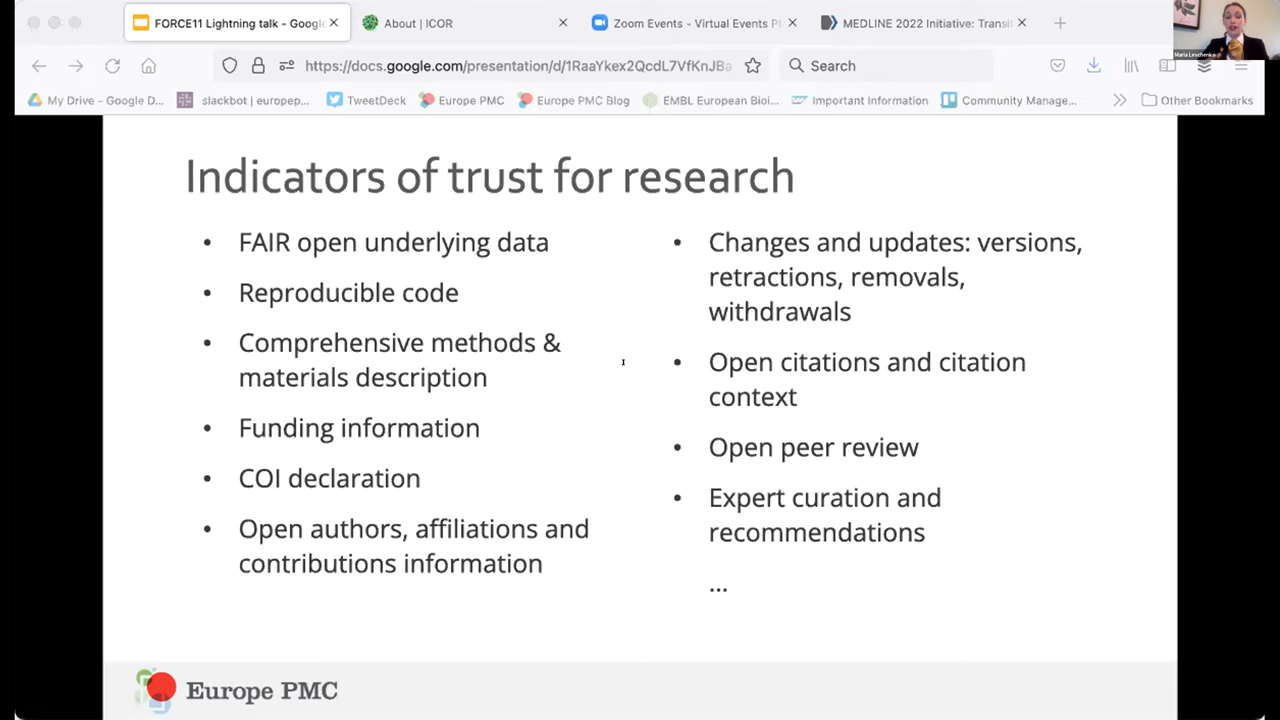 FORCE11 Lightning talk - Googl
About | ICOR
Zoom Events - Virtual Events Pl
MEDLINE 2022 Initiative: Transit
Maria Levchenko
https://docs.google.com/presentation/d/1RaaYkex2QcdL7VfKnJBa
Search
My Drive - Google D...
slackbot | europep...
TweetDeck
Europe PMC
Europe PMC Blog
EMBL European Bioi...
Important Information
Community Manage...
Other Bookmarks
Indicators of trust for research
• FAIR open underlying data
• Reproducible code
• Comprehensive methods &
materials description
• Funding information
• COI declaration
• Open authors, affiliations and
contributions information
• Changes and updates: versions,
retractions, removals,
withdrawals
• Open citations and citation
context
• Open peer review
• Expert curation and
recommendations
...
Europe PMC